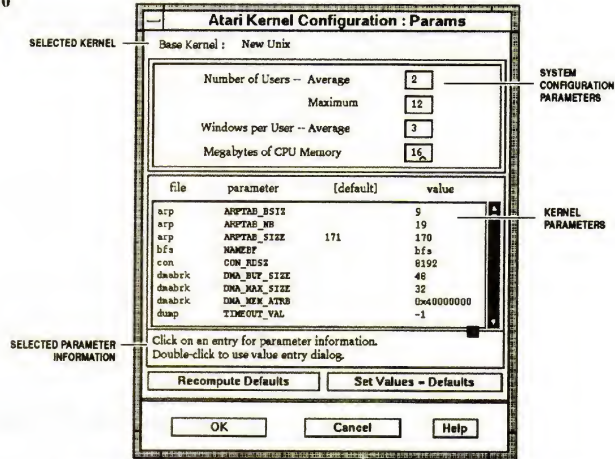 Atari Kernel Configuration : Params
SELECTED KERNEL
Base Kernel : New Unix
Number of Users -- Average 2
Maximum 12
Windows per User -- Average 3
Megabytes of CPU Memory 16
SYSTEM
CONFIGURATION
PARAMETERS
file parameter [default] value
arp ARPTAB_BSIZ 9
arp ARPTAB_NB 19
arp ARPTAB_SIZE 171 170
bfs NAMEBF bfs
con CON_RDSZ 8192
dmabrk DMA_BUF_SIZE 48
dmabrk DMA_MAX_SIZE 32
dmabrk DMA_MEM_ATRB 0x40000000
dump TIMEOUT_VAL -1
KERNEL
PARAMETERS
SELECTED PARAMETER
INFORMATION
Click on an entry for parameter information.
Double-click to use value entry dialog.
Recompute Defaults Set Values = Defaults
OK Cancel Help